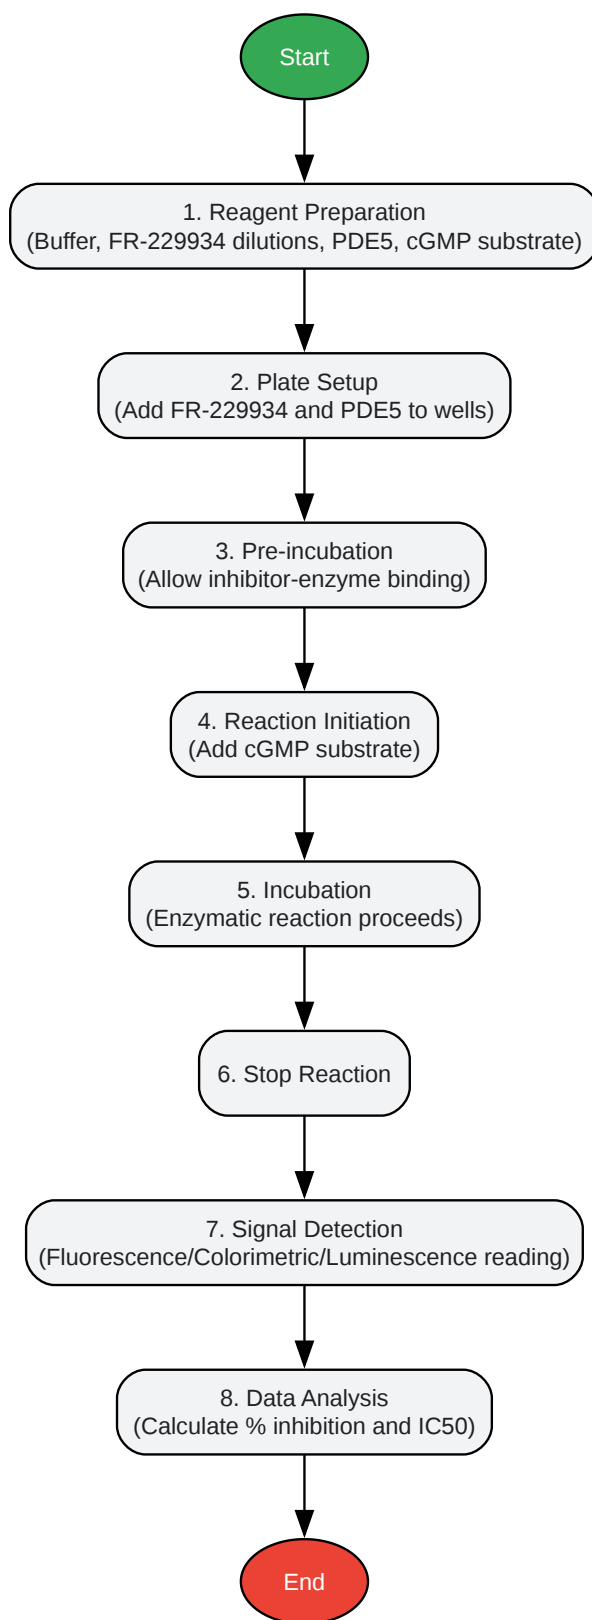 Start
1. Reagent Preparation
(Buffer, FR-229934 dilutions, PDE5, cGMP substrate)
2. Plate Setup
(Add FR-229934 and PDE5 to wells)
3. Pre-incubation
(Allow inhibitor-enzyme binding)
4. Reaction Initiation
(Add cGMP substrate)
5. Incubation
(Enzymatic reaction proceeds)
6. Stop Reaction
7. Signal Detection
(Fluorescence/Colorimetric/Luminescence reading)
8. Data Analysis
(Calculate % inhibition and IC50)
End